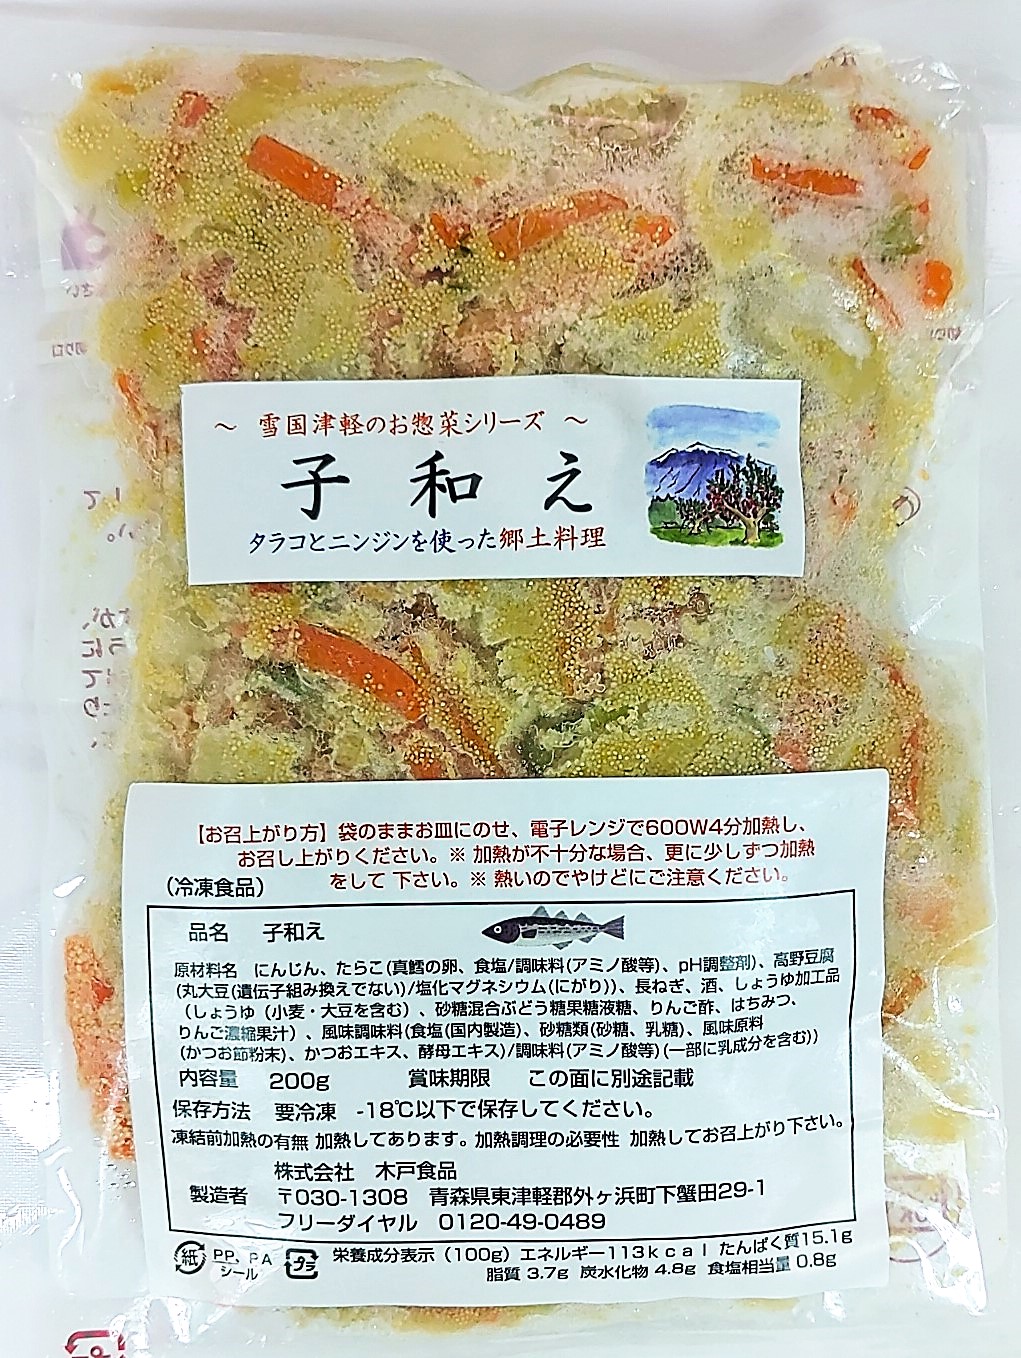 ～ 雪国津軽のお惣菜シリーズ ～
子和え
タラコとニンジンを使った郷土料理
【お召上がり方】袋のままお皿にのせ、電子レンジで600W4分加熱し、
お召し上がりください。※ 加熱が不十分な場合、更に少しずつ加熱
をして 下さい。※ 熱いのでやけどにご注意ください。
（冷凍食品）
品名 子和え
原材料名 にんじん、たらこ(真鱈の卵、食塩/調味料(アミノ酸等)、pH調整剤)、高野豆腐
(丸大豆(遺伝子組み換えでない)/塩化マグネシウム(にがり))、長ねぎ、酒、しょうゆ加工品
（しょうゆ（小麦・大豆を含む）、砂糖混合ぶどう糖果糖液糖、りんご酢、はちみつ、
りんご濃縮果汁）、風味調味料(食塩(国内製造)、砂糖類(砂糖、乳糖)、風味原料
(かつお節粉末)、かつおエキス、酵母エキス)/調味料(アミノ酸等)(一部に乳成分を含む))
内容量 200g 賞味期限 この面に別途記載
保存方法 要冷凍 -18℃以下で保存してください。
凍結前加熱の有無 加熱してあります。加熱調理の必要性 加熱してお召上がり下さい。
株式会社 木戸食品
製造者 〒030-1308 青森県東津軽郡外ヶ浜町下蟹田29-1
フリーダイヤル 0120-49-0489
紙 PP、PA シール プラ
栄養成分表示（100g）エネルギー113kcal たんぱく質15.1g
脂質 3.7g 炭水化物 4.8g 食塩相当量 0.8g